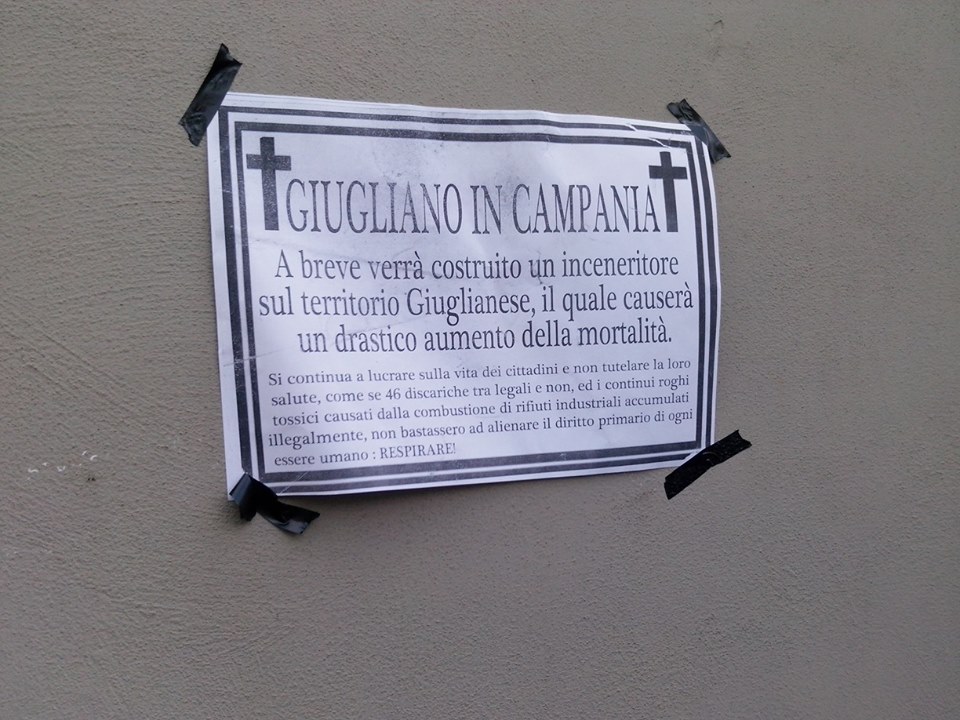 GIUGLIANO IN CAMPANIA
A breve verrà costruito un inceneritore
sul territorio Giuglianese, il quale causerà
un drastico aumento della mortalità.
Si continua a lucrare sulla vita dei cittadini e non tutelare la loro
salute, come se 46 discariche tra legali e non, ed i continui roghi
tossici causati dalla combustione di rifiuti industriali accumulati
illegalmente, non bastassero ad alienare il diritto primario di ogni
essere umano : RESPIRARE!